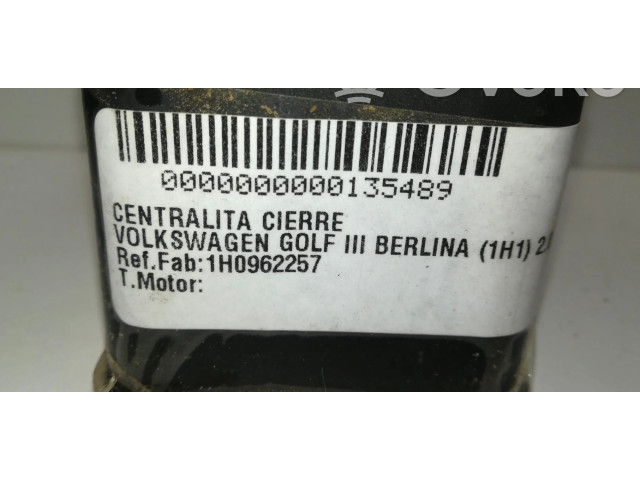 0000000000135489
CENTRALITA CIERRE
VOLKSWAGEN GOLF III BERLINA (1H1)
Ref.Fab:1H0962257
T.Motor: